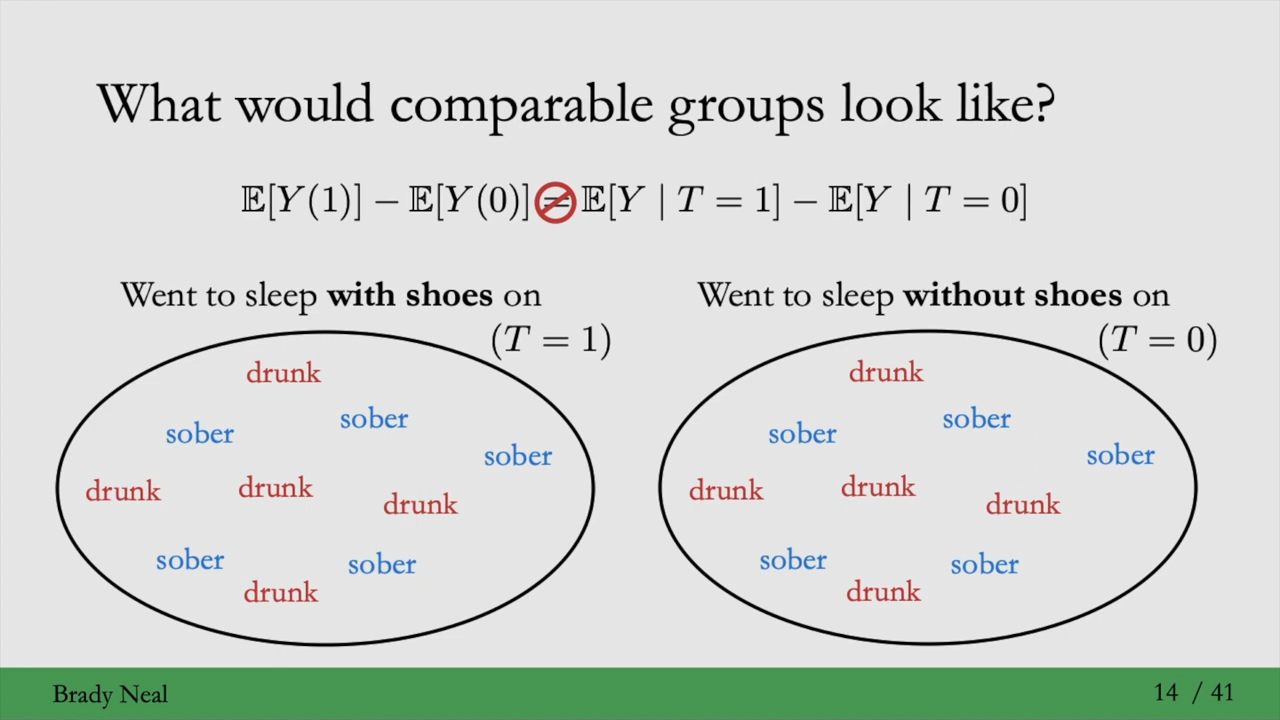 What would comparable groups look like?
𝔼[Y(1)] − 𝔼[Y(0)] = 𝔼[Y | T = 1] − 𝔼[Y | T = 0]
Went to sleep with shoes on
(T = 1)
drunk
sober
sober
sober
drunk
drunk
drunk
sober
sober
drunk
Went to sleep without shoes on
(T = 0)
drunk
sober
sober
sober
drunk
drunk
drunk
sober
sober
drunk
Brady Neal
14 / 41